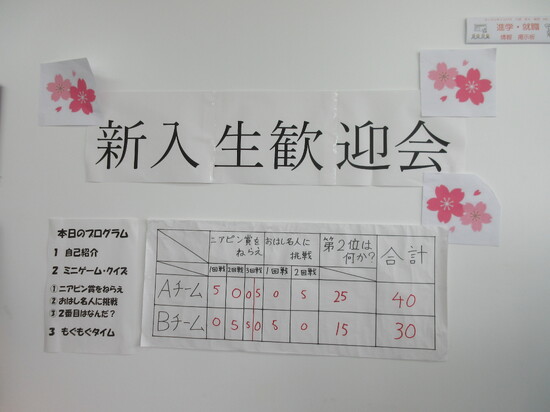 進学・就職
新入生歓迎会
本日のプログラム
1 自己紹介
2 ミニゲーム・クイズ
① ニアピン賞をねらえ
② おはし名人に挑戦
③ 2番目はなんだ?
3 もぐもぐタイム
ニアピン賞をねらえ おはし名人に挑戦 第2位は何か? 合計
1回戦 2回戦 3回戦 1回戦 2回戦
Aチーム 5 0 0 5 0 5 25 40
Bチーム 0 5 5 0 5 0 15 30